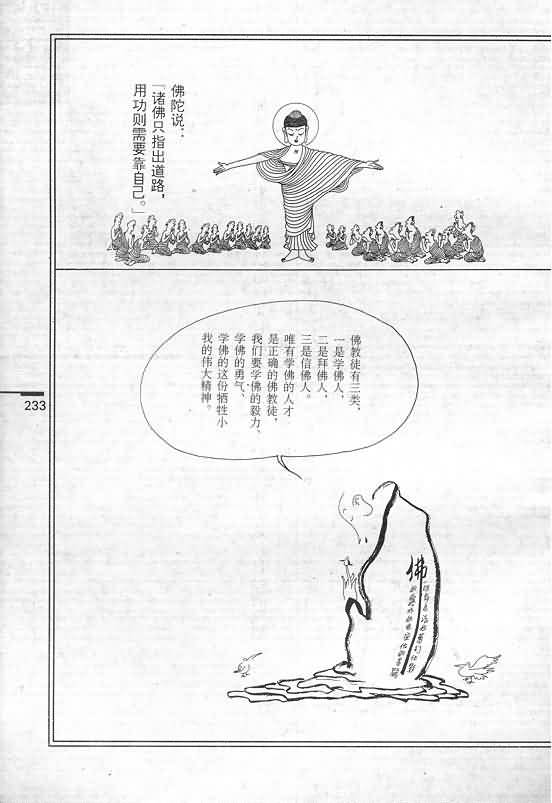 佛陀说：
「诸佛只指出道路，
用功则需要靠自己。」
佛教徒有三类、
一是学佛人，
二是拜佛人，
三是信佛人。
唯有学佛的人才
是正确的佛教徒，
我们要学佛的毅力、
学佛的勇气、
学佛的这份牺牲小
我的伟大精神。
佛
233